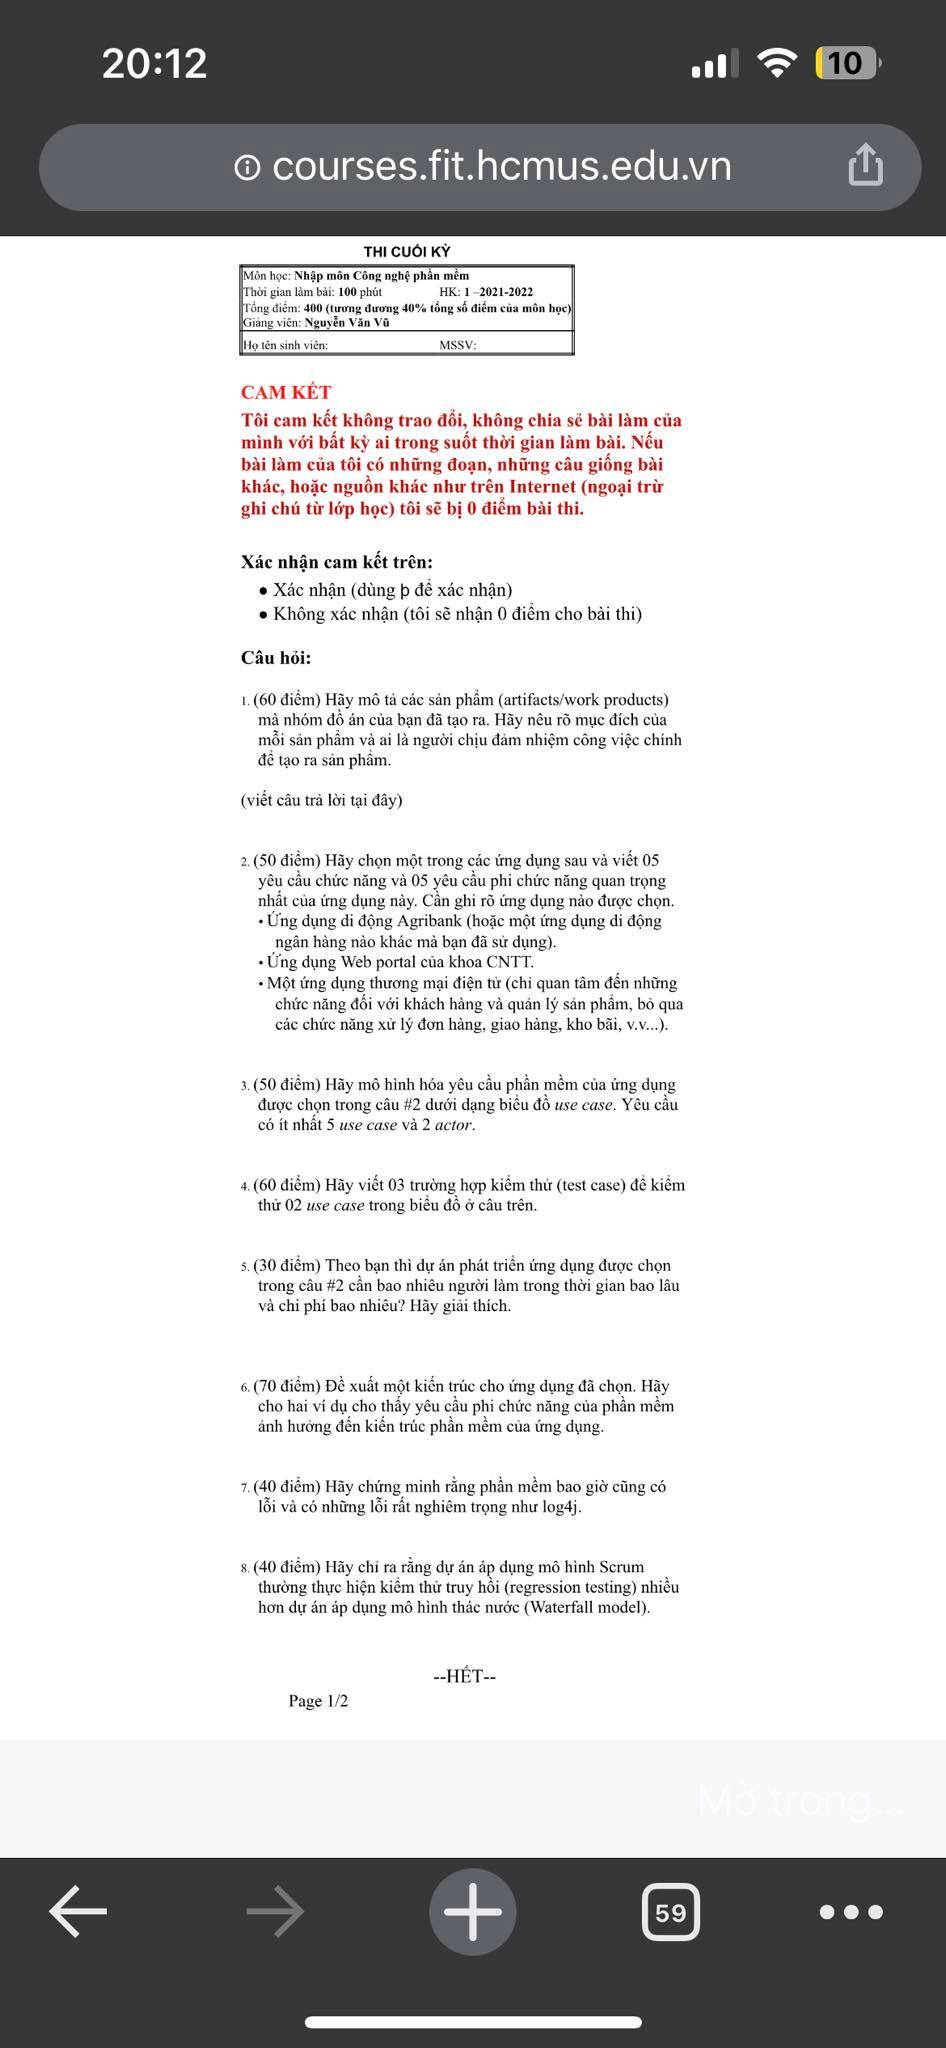 20:12
10
courses.fit.hcmus.edu.vn
THI CUỐI KỲ
Môn học: Nhập môn Công nghệ phần mềm
Thời gian làm bài: 100 phút HK: 1 –2021-2022
Tổng điểm: 400 (tương đương 40% tổng số điểm của môn học)
Giảng viên: Nguyễn Văn Vũ
Họ tên sinh viên: MSSV:
CAM KẾT
Tôi cam kết không trao đổi, không chia sẻ bài làm của
mình với bất kỳ ai trong suốt thời gian làm bài. Nếu
bài làm của tôi có những đoạn, những câu giống bài
khác, hoặc nguồn khác như trên Internet (ngoại trừ
ghi chú từ lớp học) tôi sẽ bị 0 điểm bài thi.
Xác nhận cam kết trên:
• Xác nhận (dùng þ để xác nhận)
• Không xác nhận (tôi sẽ nhận 0 điểm cho bài thi)
Câu hỏi:
1. (60 điểm) Hãy mô tả các sản phẩm (artifacts/work products)
mà nhóm đồ án của bạn đã tạo ra. Hãy nêu rõ mục đích của
mỗi sản phẩm và ai là người chịu đảm nhiệm công việc chính
để tạo ra sản phẩm.
(viết câu trả lời tại đây)
2. (50 điểm) Hãy chọn một trong các ứng dụng sau và viết 05
yêu cầu chức năng và 05 yêu cầu phi chức năng quan trọng
nhất của ứng dụng này. Cần ghi rõ ứng dụng nào được chọn.
• Ứng dụng di động Agribank (hoặc một ứng dụng di động
ngân hàng nào khác mà bạn đã sử dụng).
• Ứng dụng Web portal của khoa CNTT.
• Một ứng dụng thương mại điện tử (chỉ quan tâm đến những
chức năng đối với khách hàng và quản lý sản phẩm, bỏ qua
các chức năng xử lý đơn hàng, giao hàng, kho bãi, v.v...).
3. (50 điểm) Hãy mô hình hóa yêu cầu phần mềm của ứng dụng
được chọn trong câu #2 dưới dạng biểu đồ use case. Yêu cầu
có ít nhất 5 use case và 2 actor.
4. (60 điểm) Hãy viết 03 trường hợp kiểm thử (test case) để kiểm
thử 02 use case trong biểu đồ ở câu trên.
5. (30 điểm) Theo bạn thì dự án phát triển ứng dụng được chọn
trong câu #2 cần bao nhiêu người làm trong thời gian bao lâu
và chi phí bao nhiêu? Hãy giải thích.
6. (70 điểm) Đề xuất một kiến trúc cho ứng dụng đã chọn. Hãy
cho hai ví dụ cho thấy yêu cầu phi chức năng của phần mềm
ảnh hưởng đến kiến trúc phần mềm của ứng dụng.
7. (40 điểm) Hãy chứng minh rằng phần mềm bao giờ cũng có
lỗi và có những lỗi rất nghiêm trọng như log4j.
8. (40 điểm) Hãy chỉ ra rằng dự án áp dụng mô hình Scrum
thường thực hiện kiểm thử truy hồi (regression testing) nhiều
hơn dự án áp dụng mô hình thác nước (Waterfall model).
--HẾT--
Page 1/2
Mở trong...
59